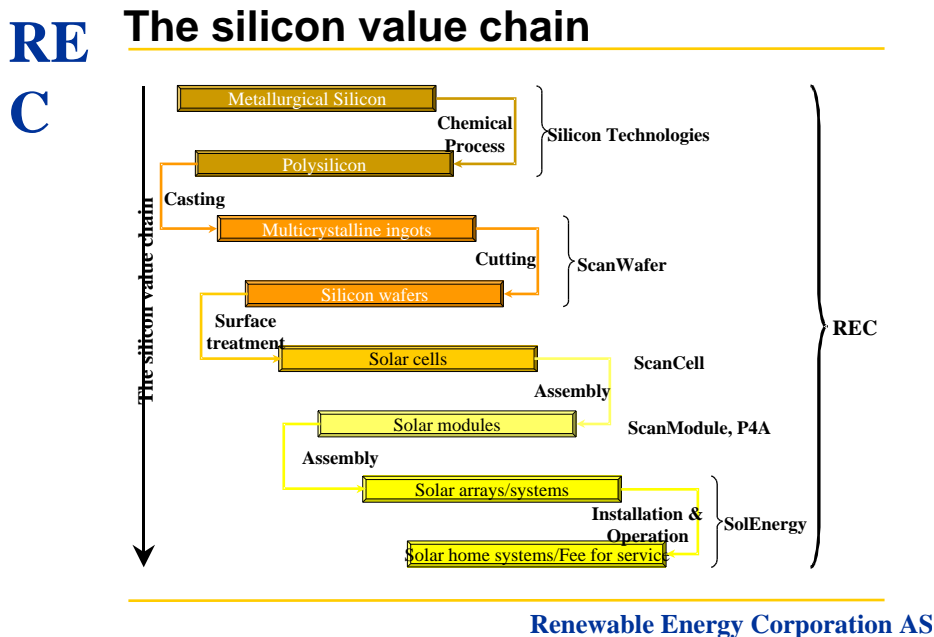 RE
C
The silicon value chain
Metallurgical Silicon
Chemical
Process
Silicon Technologies
Polysilicon
Casting
Multicrystalline ingots
Cutting
ScanWafer
Silicon wafers
The silicon value chain
REC
Surface
treatment
Solar cells
ScanCell
Assembly
Solar modules
ScanModule, P4A
Assembly
Solar arrays/systems
Installation &
Operation
SolEnergy
Solar home systems/Fee for service
Renewable Energy Corporation AS